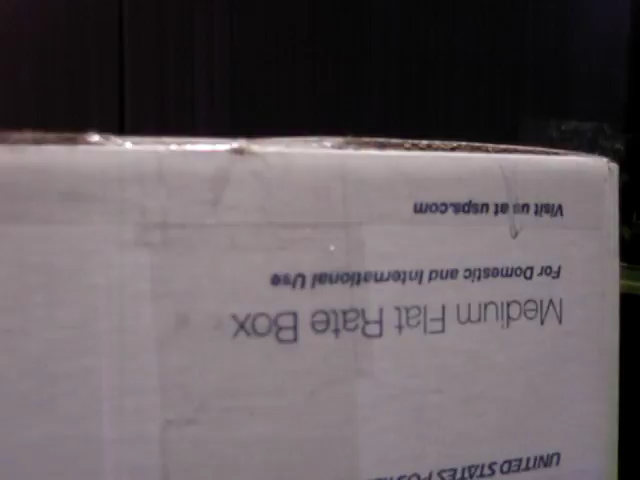 UNITED STATES
Medium Flat Rate Box
For Domestic and International Use
Visit us at usps.com